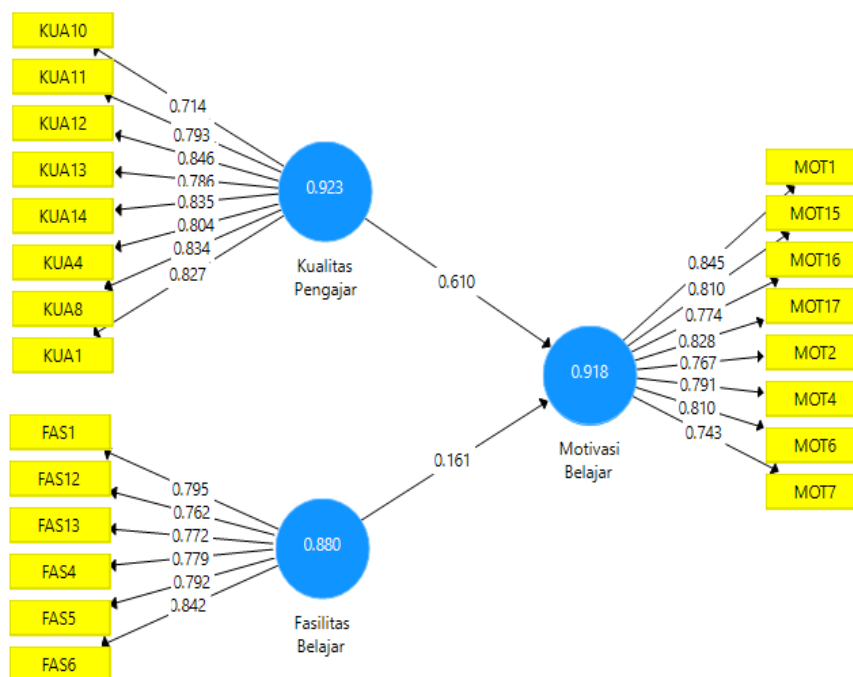 KUA10
KUA11
KUA12
KUA13
KUA14
KUA4
KUA8
KUA1
0.714
0.793
0.846
0.786
0.835
0.804
0.834
0.827
0.923
Kualitas
Pengajar
0.610
FAS1
FAS12
FAS13
FAS4
FAS5
FAS6
0.795
0.762
0.772
0.779
0.792
0.842
0.880
Fasilitas
Belajar
0.161
0.918
Motivasi
Belajar
0.845
0.810
0.774
0.828
0.767
0.791
0.810
0.743
MOT1
MOT15
MOT16
MOT17
MOT2
MOT4
MOT6
MOT7